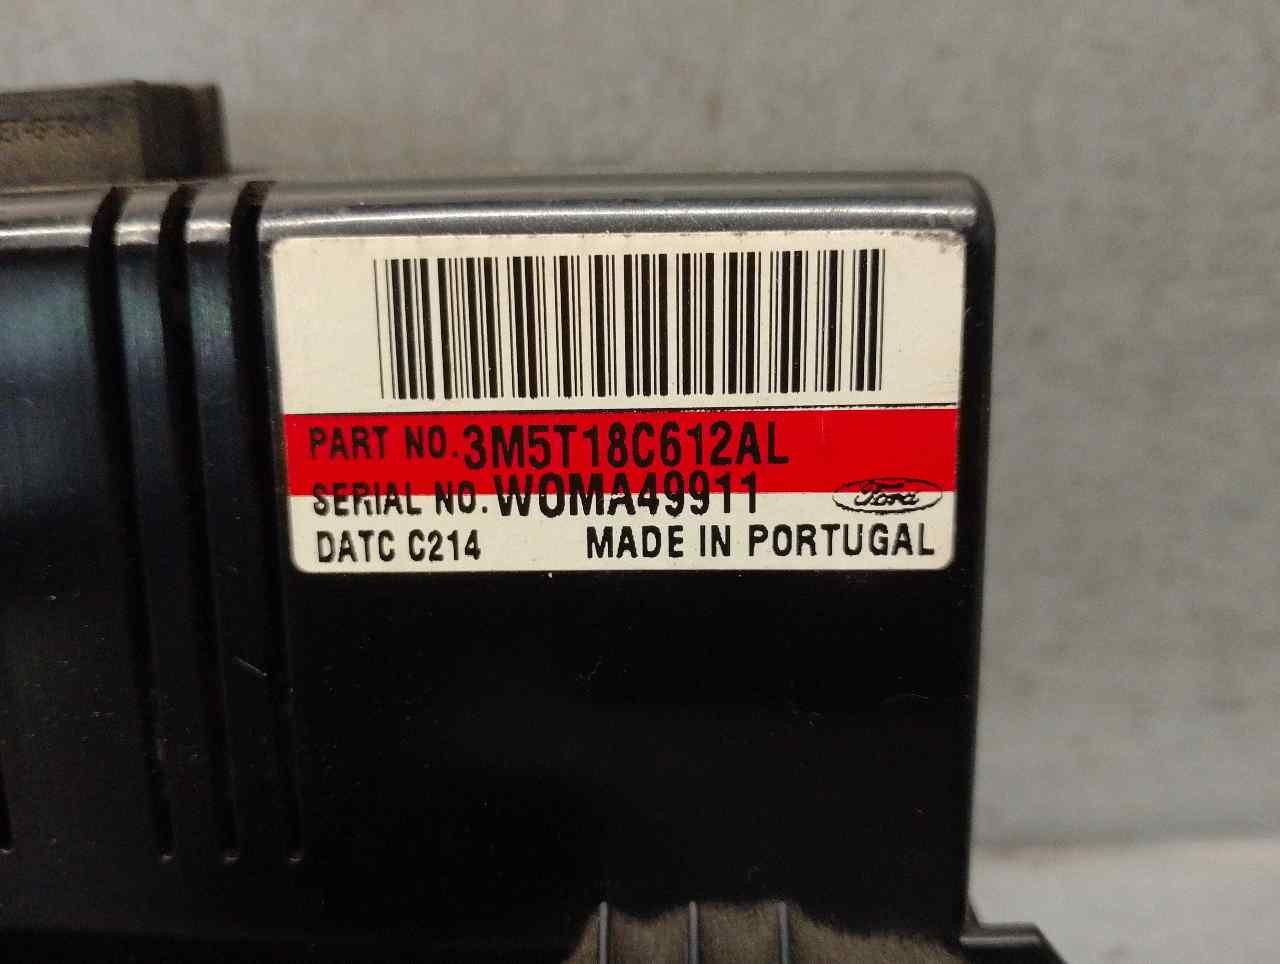 PART NO. 3M5T18C612AL
SERIAL NO. WOMA49911
Ford
DATC C214 MADE IN PORTUGAL